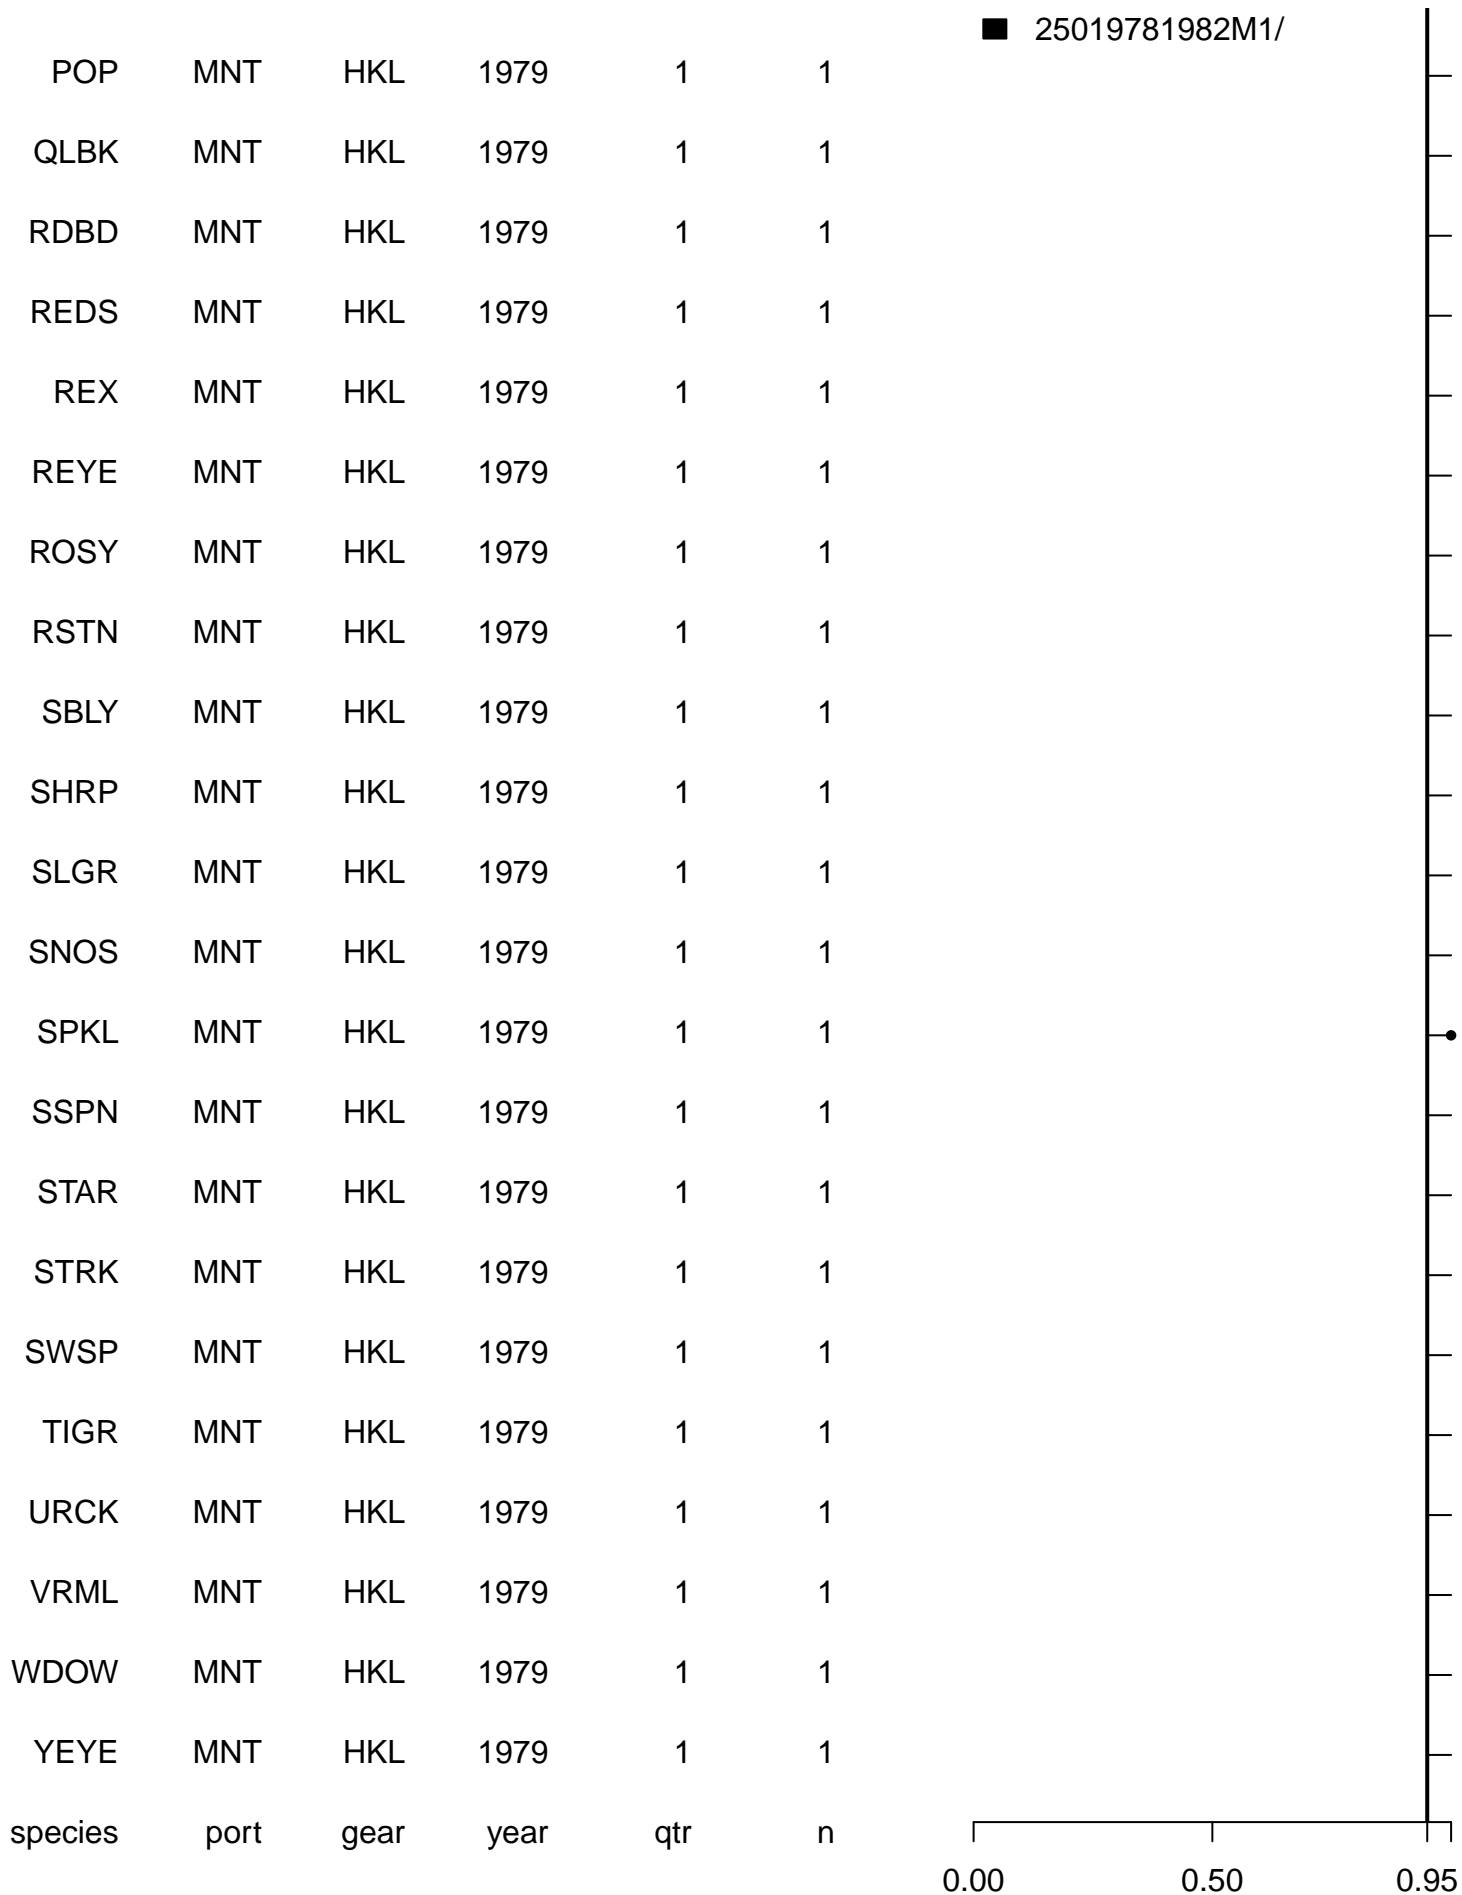 25019781982M1/
POP MNT HKL 1979 1 1
QLBK MNT HKL 1979 1 1
RDBD MNT HKL 1979 1 1
REDS MNT HKL 1979 1 1
REX MNT HKL 1979 1 1
REYE MNT HKL 1979 1 1
ROSY MNT HKL 1979 1 1
RSTN MNT HKL 1979 1 1
SBLY MNT HKL 1979 1 1
SHRP MNT HKL 1979 1 1
SLGR MNT HKL 1979 1 1
SNOS MNT HKL 1979 1 1
SPKL MNT HKL 1979 1 1
SSPN MNT HKL 1979 1 1
STAR MNT HKL 1979 1 1
STRK MNT HKL 1979 1 1
SWSP MNT HKL 1979 1 1
TIGR MNT HKL 1979 1 1
URCK MNT HKL 1979 1 1
VRML MNT HKL 1979 1 1
WDOW MNT HKL 1979 1 1
YEYE MNT HKL 1979 1 1
species port gear year qtr n
0.00 0.50 0.95